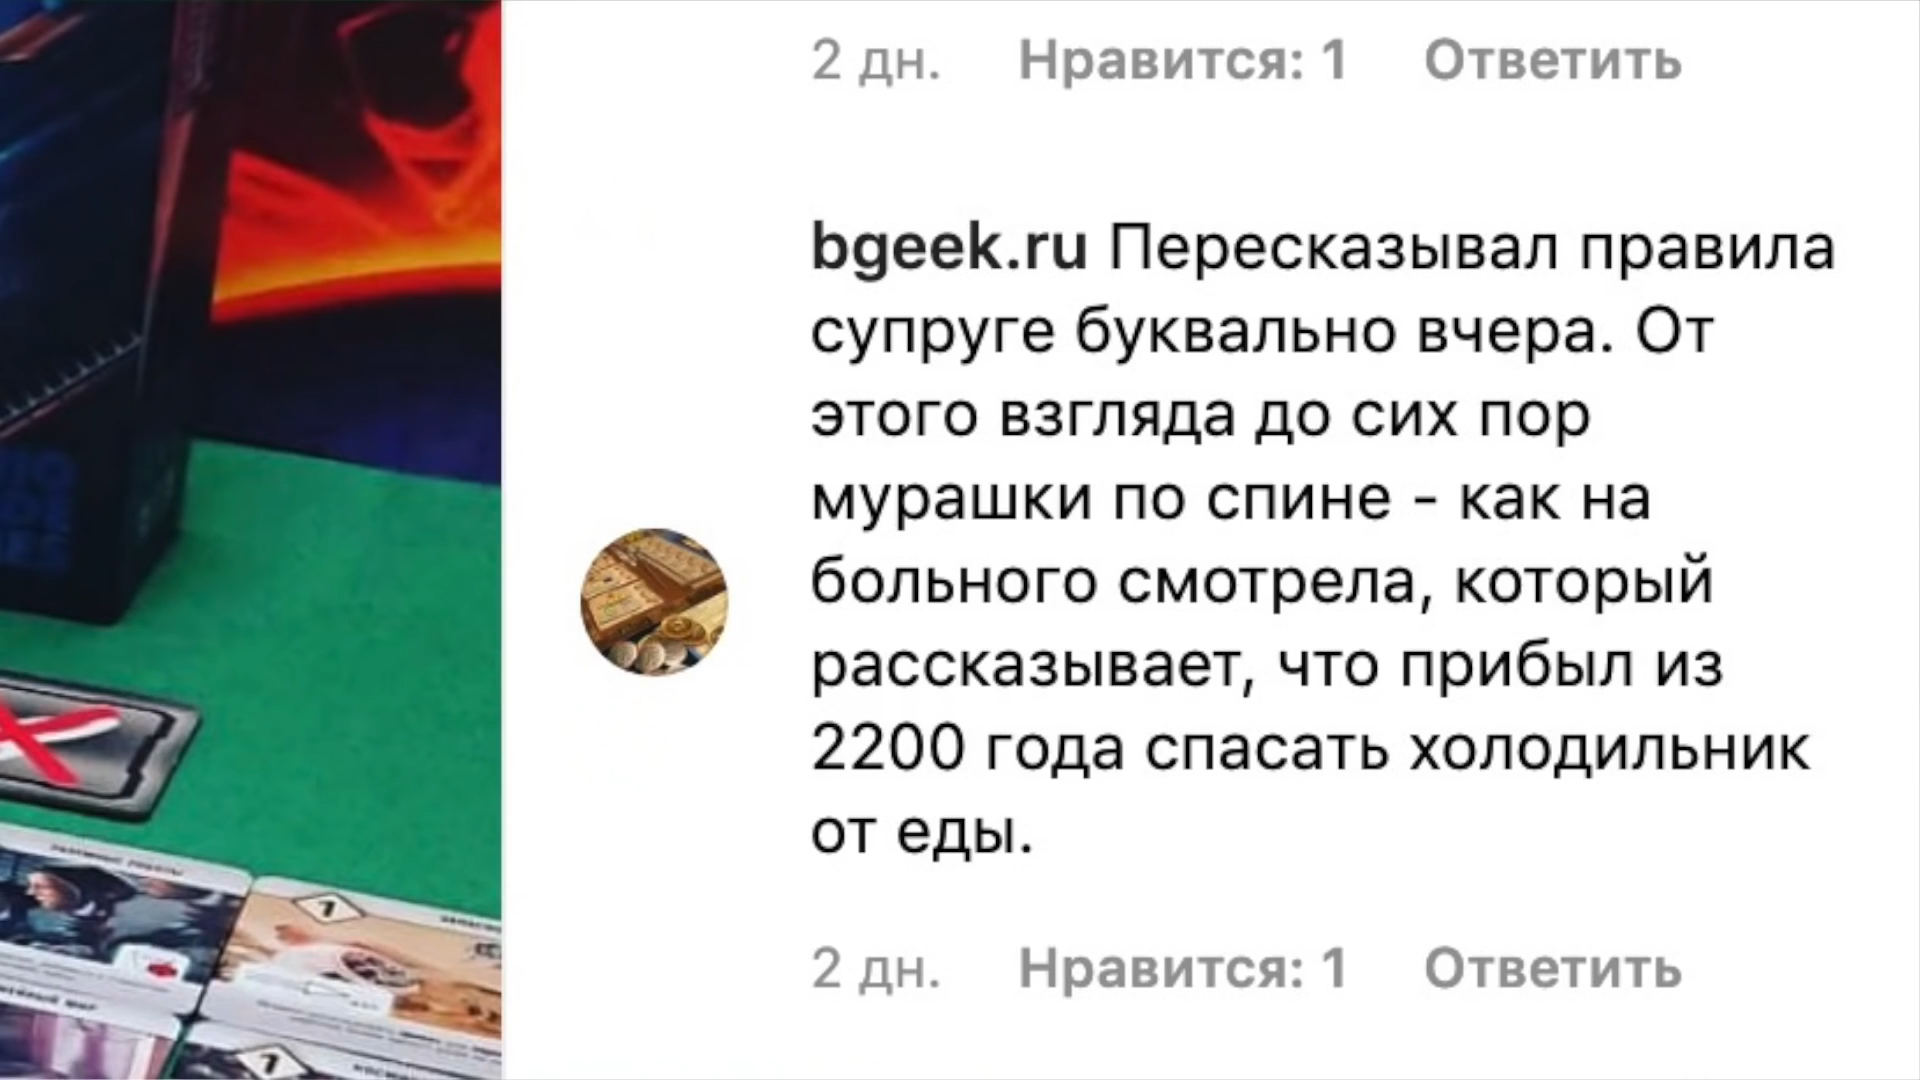 2 дн. Нравится: 1 Ответить
bgeek.ru Пересказывал правила
супруге буквально вчера. От
этого взгляда до сих пор
мурашки по спине - как на
больного смотрела, который
рассказывает, что прибыл из
2200 года спасать холодильник
от еды.
2 дн. Нравится: 1 Ответить
1
1